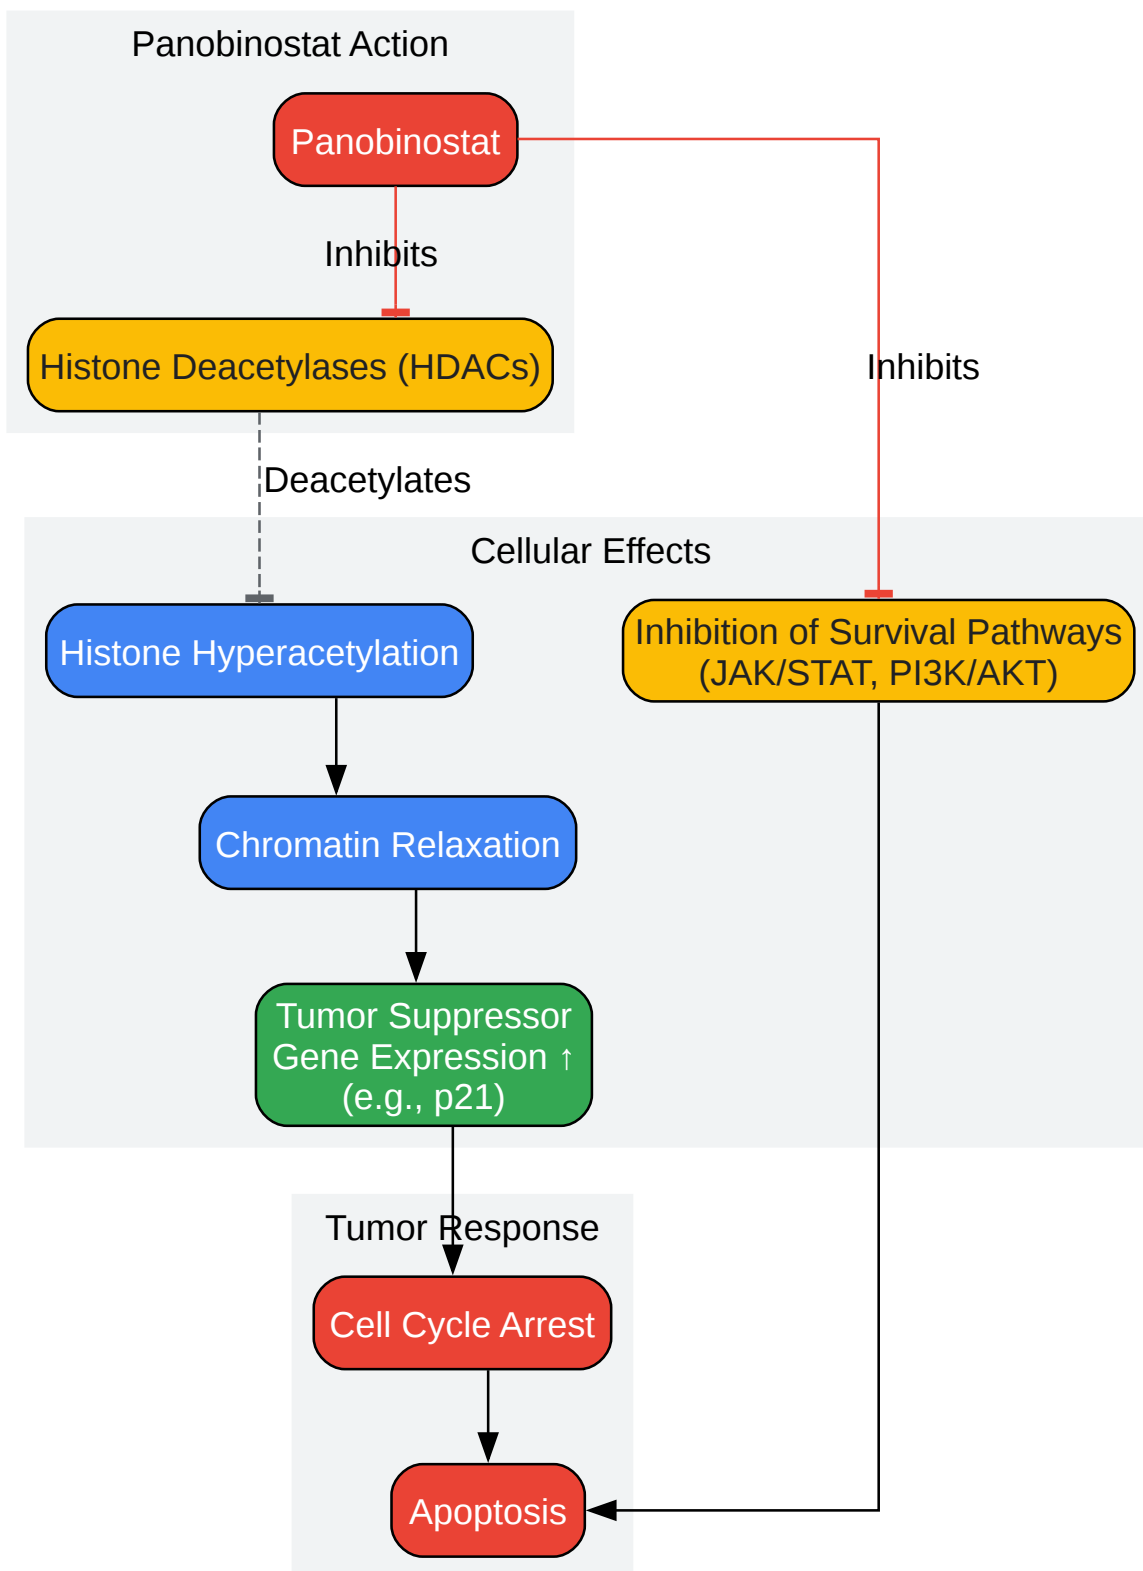 Panobinostat Action
Panobinostat
Inhibits
Histone Deacetylases (HDACs)
Inhibits
Deacetylates
Cellular Effects
Histone Hyperacetylation
Inhibition of Survival Pathways
(JAK/STAT, PI3K/AKT)
Chromatin Relaxation
Tumor Suppressor
Gene Expression ↑
(e.g., p21)
Tumor Response
Cell Cycle Arrest
Apoptosis